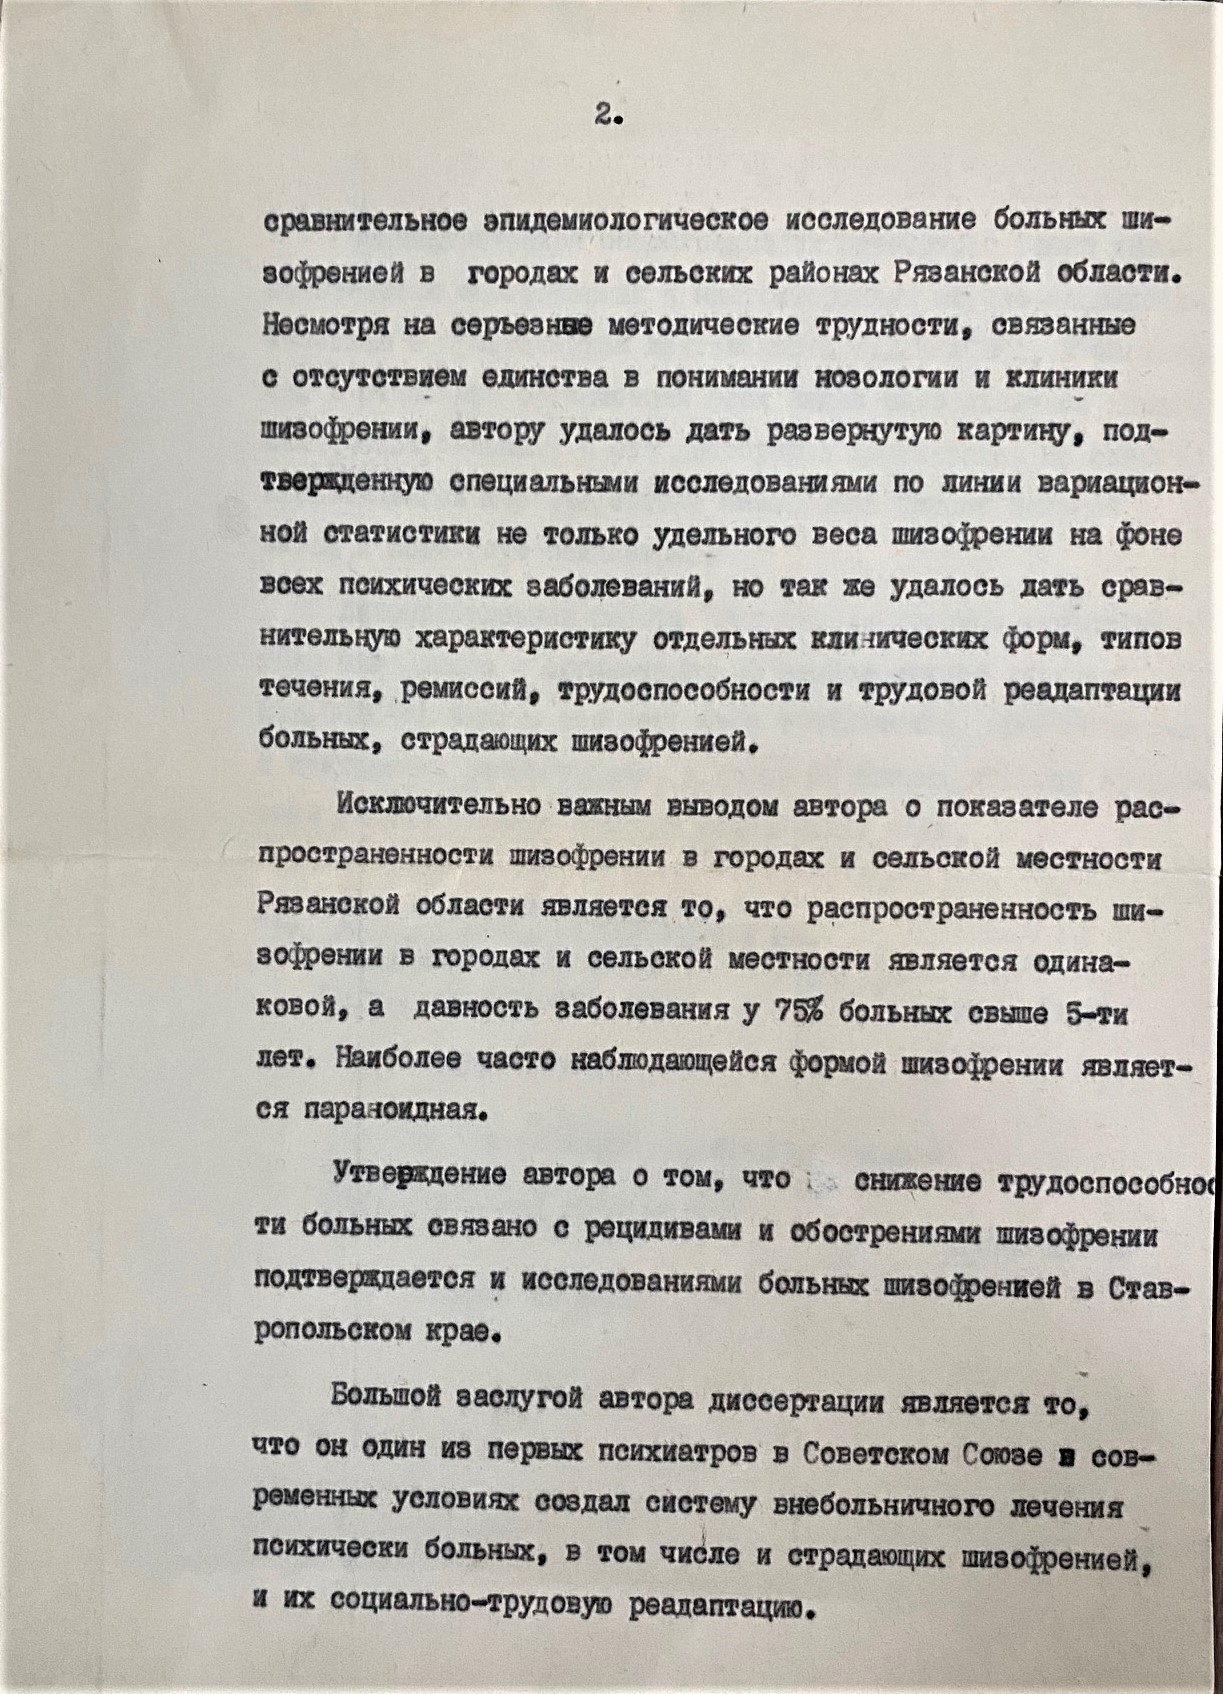 2.
сравнительное эпидемиологическое исследование больных ши-
зофренией в городах и сельских районах Рязанской области.
Несмотря на серьезные методические трудности, связанные
с отсутствием единства в понимании нозологии и клиники
шизофрении, автору удалось дать развернутую картину, под-
твержденную специальными исследованиями по линии вариацион-
ной статистики не только удельного веса шизофрении на фоне
всех психических заболеваний, но так же удалось дать срав-
нительную характеристику отдельных клинических форм, типов
течения, ремиссий, трудоспособности и трудовой реадаптации
больных, страдающих шизофренией.
Исключительно важным выводом автора о показателе рас-
пространенности шизофрении в городах и сельской местности
Рязанской области является то, что распространенность ши-
зофрении в городах и сельской местности является одина-
ковой, а давность заболевания у 75% больных свыше 5-ти
лет. Наиболее часто наблюдающейся формой шизофрении являет-
ся параноидная.
Утверждение автора о том, что снижение трудоспособнос
ти больных связано с рецидивами и обострениями шизофрении
подтверждается и исследованиями больных шизофренией в Став-
ропольском крае.
Большой заслугой автора диссертации является то,
что он один из первых психиатров в Советском Союзе в сов-
ременных условиях создал систему внебольничного лечения
психически больных, в том числе и страдающих шизофренией,
и их социально-трудовую реадаптацию.